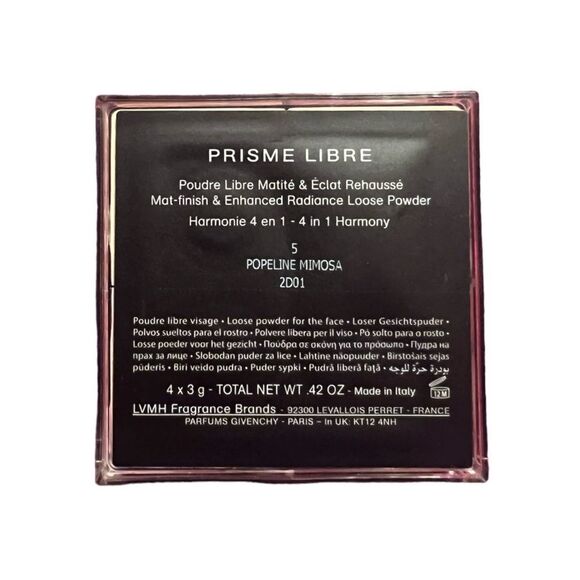 PRISME LIBRE
Poudre Libre Matité & Éclat Rehaussé
Mat-finish & Enhanced Radiance Loose Powder
Harmonie 4 en 1 - 4 in 1 Harmony
5
POPELINE MIMOSA
2D01
Poudre libre visage • Loose powder for the face • Loser Gesichtspuder •
Polvos sueltos para el rostro • Polvere libera per il viso • Pó solto para o rosto •
Losse poeder voor het gezicht • Πούδρα σε σκόνη για το πρόσωπο • Пудра на
прах за лице • Slobodan puder za lice • Lahtine näopuuder • Birstošais sejas
pūderis • Biri veido pudra • Puder sypki • Pudră liberă față • بودرة حرّة للوجه
4 x 3 g - TOTAL NET WT .42 OZ - Made in Italy
12M
LVMH Fragrance Brands - 92300 LEVALLOIS PERRET - FRANCE
PARFUMS GIVENCHY - PARIS – In UK: KT12 4NH